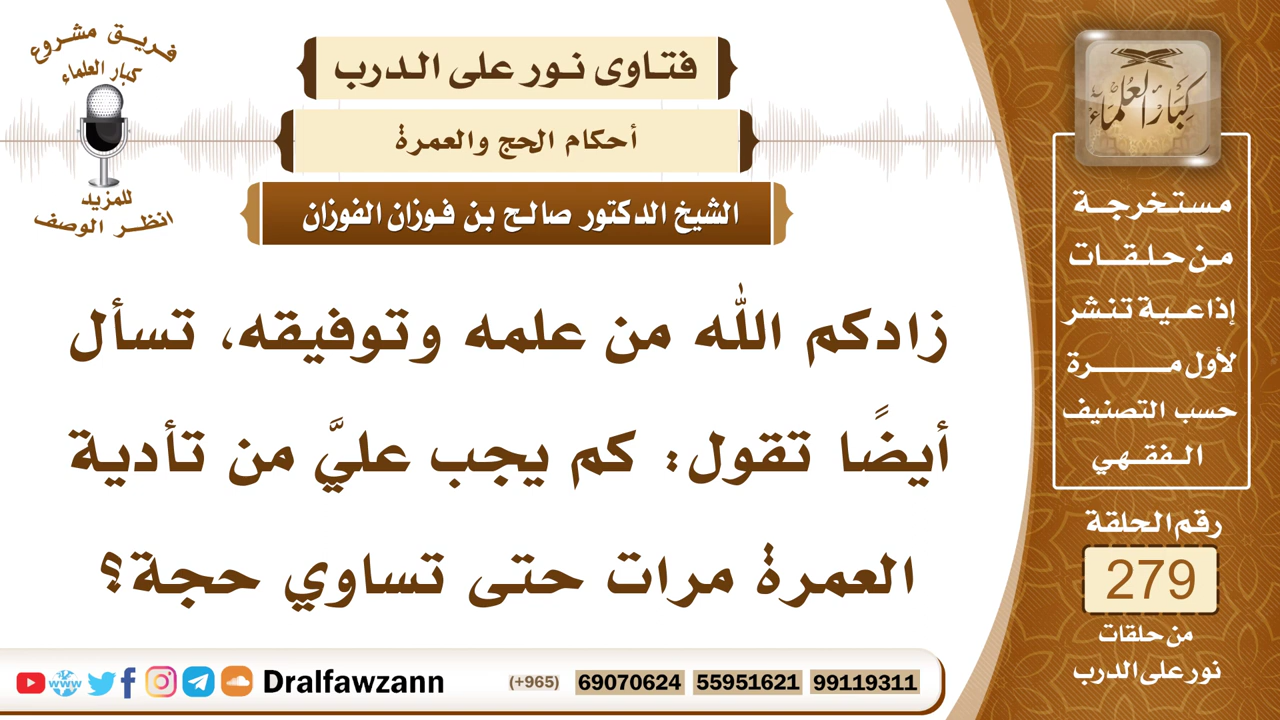 فريق مشروع
كبار العلماء
للمزيد
انظر الوصف
فتاوى نور على الدرب
أحكام الحج والعمرة
الشيخ الدكتور صالح بن فوزان الفوزان
زادكم الله من علمه وتوفيقه، تسأل
أيضًا تقول: كم يجب عليَّ من تأدية
العمرة مرات حتى تساوي حجة؟
كبار العلماء
مستخرجة
من حلقات
إذاعية تنشر
لأول مرة
حسب التصنيف
الفقهي
رقم الحلقة
279
من حلقات
نور على الدرب
www
Dralfawzann (+965) 69070624 55951621 99119311